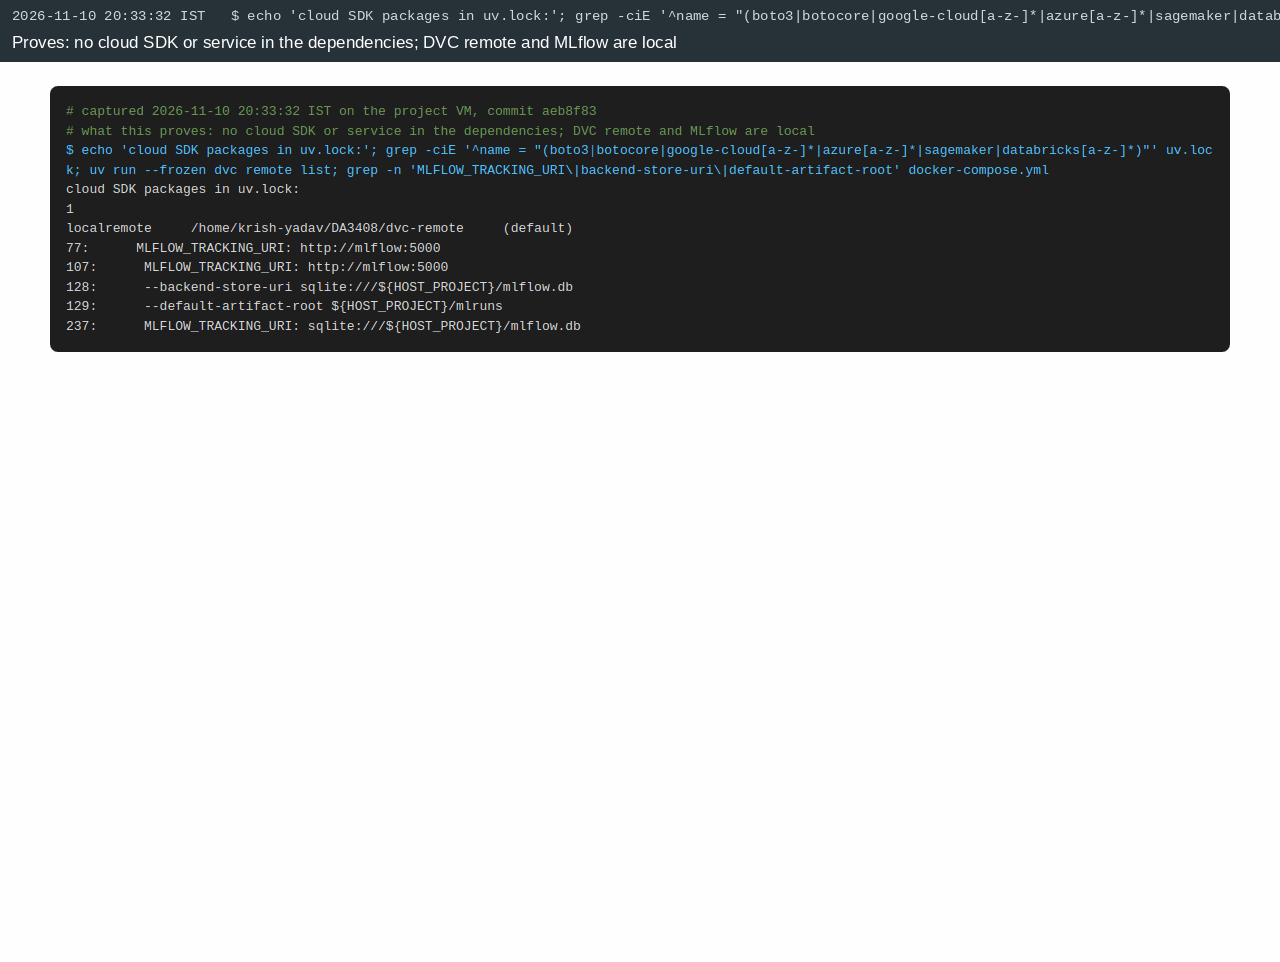 2026-11-10 20:33:32 IST   $ echo 'cloud SDK packages in uv.lock:'; grep -ciE '^name = "(boto3|botocore|google-cloud[a-z-]*|azure[a-z-]*|sagemaker|datab
Proves: no cloud SDK or service in the dependencies; DVC remote and MLflow are local
# captured 2026-11-10 20:33:32 IST on the project VM, commit aeb8f83
# what this proves: no cloud SDK or service in the dependencies; DVC remote and MLflow are local
$ echo 'cloud SDK packages in uv.lock:'; grep -ciE '^name = "(boto3|botocore|google-cloud[a-z-]*|azure[a-z-]*|sagemaker|databricks[a-z-]*)"' uv.loc
k; uv run --frozen dvc remote list; grep -n 'MLFLOW_TRACKING_URI\|backend-store-uri\|default-artifact-root' docker-compose.yml
cloud SDK packages in uv.lock:
1
localremote     /home/krish-yadav/DA3408/dvc-remote     (default)
77:      MLFLOW_TRACKING_URI: http://mlflow:5000
107:      MLFLOW_TRACKING_URI: http://mlflow:5000
128:      --backend-store-uri sqlite:///${HOST_PROJECT}/mlflow.db
129:      --default-artifact-root ${HOST_PROJECT}/mlruns
237:      MLFLOW_TRACKING_URI: sqlite:///${HOST_PROJECT}/mlflow.db